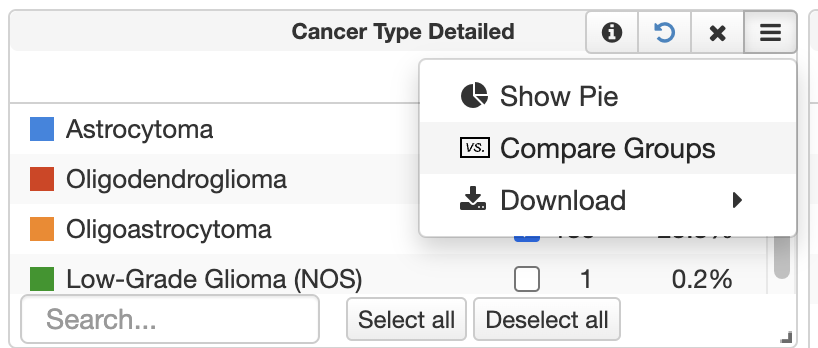 Cancer Type Detailed
Show Pie
VS. Compare Groups
Download
Astrocytoma
Oligodendroglioma
Oligoastrocytoma
Low-Grade Glioma (NOS) 1 0.2%
Search... Select all Deselect all